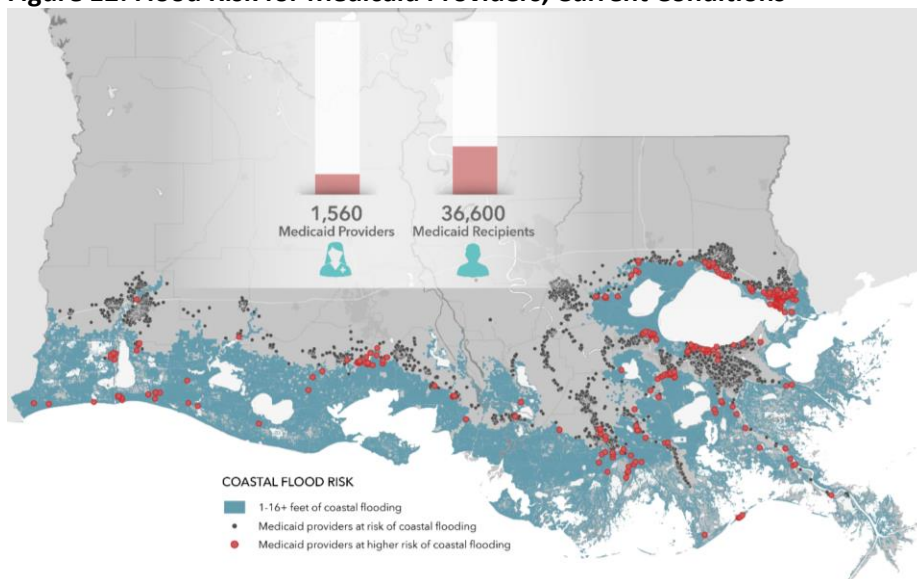 Figure 22: Flood Risk for Medicaid Providers, Current Conditions
1,560
Medicaid Providers
36,600
Medicaid Recipients
COASTAL FLOOD RISK
1-16+ feet of coastal flooding
Medicaid providers at risk of coastal flooding
Medicaid providers at higher risk of coastal flooding